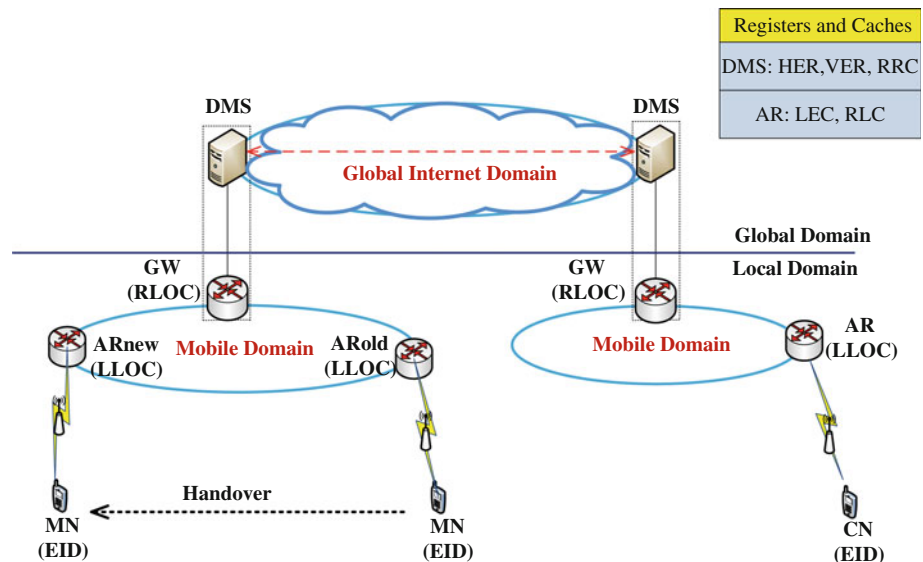 Registers and Caches
DMS: HER,VER, RRC
AR: LEC, RLC
DMS
DMS
Global Internet Domain
Global Domain
Local Domain
GW
(RLOC)
GW
(RLOC)
ARnew
(LLOC)
Mobile Domain
ARold
(LLOC)
Mobile Domain
AR
(LLOC)
Handover
MN
(EID)
MN
(EID)
CN
(EID)